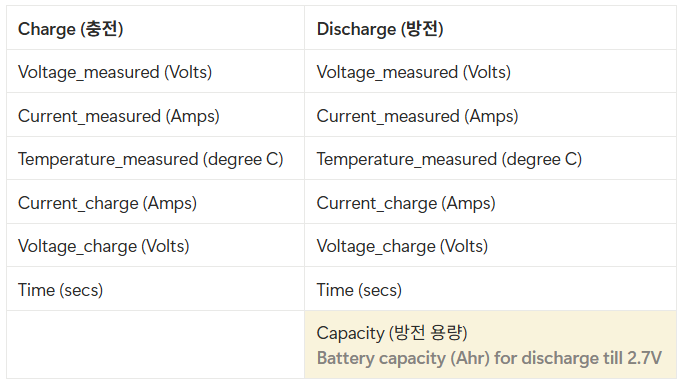 Charge (충전) Discharge (방전)
Voltage_measured (Volts) Voltage_measured (Volts)
Current_measured (Amps) Current_measured (Amps)
Temperature_measured (degree C) Temperature_measured (degree C)
Current_charge (Amps) Current_charge (Amps)
Voltage_charge (Volts) Voltage_charge (Volts)
Time (secs) Time (secs)
Capacity (방전 용량)
Battery capacity (Ahr) for discharge till 2.7V